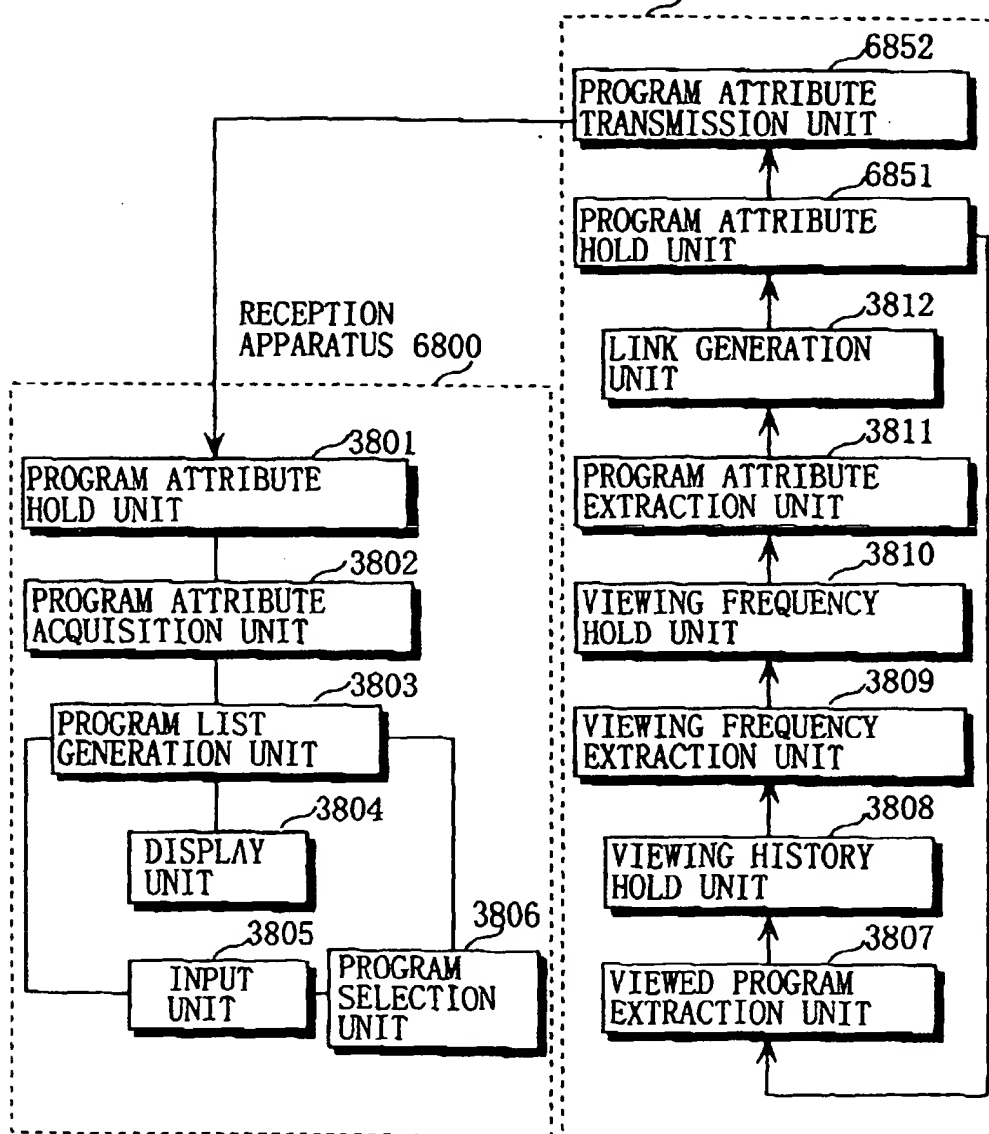 RECEPTION
APPARATUS 6800
3801
PROGRAM ATTRIBUTE
HOLD UNIT
3802
PROGRAM ATTRIBUTE
ACQUISITION UNIT
3803
PROGRAM LIST
GENERATION UNIT
3804
DISPLAY
UNIT
3805
INPUT
UNIT
3806
PROGRAM
SELECTION
UNIT
6852
PROGRAM ATTRIBUTE
TRANSMISSION UNIT
6851
PROGRAM ATTRIBUTE
HOLD UNIT
3812
LINK GENERATION
UNIT
3811
PROGRAM ATTRIBUTE
EXTRACTION UNIT
3810
VIEWING FREQUENCY
HOLD UNIT
3809
VIEWING FREQUENCY
EXTRACTION UNIT
3808
VIEWING HISTORY
HOLD UNIT
3807
VIEWED PROGRAM
EXTRACTION UNIT